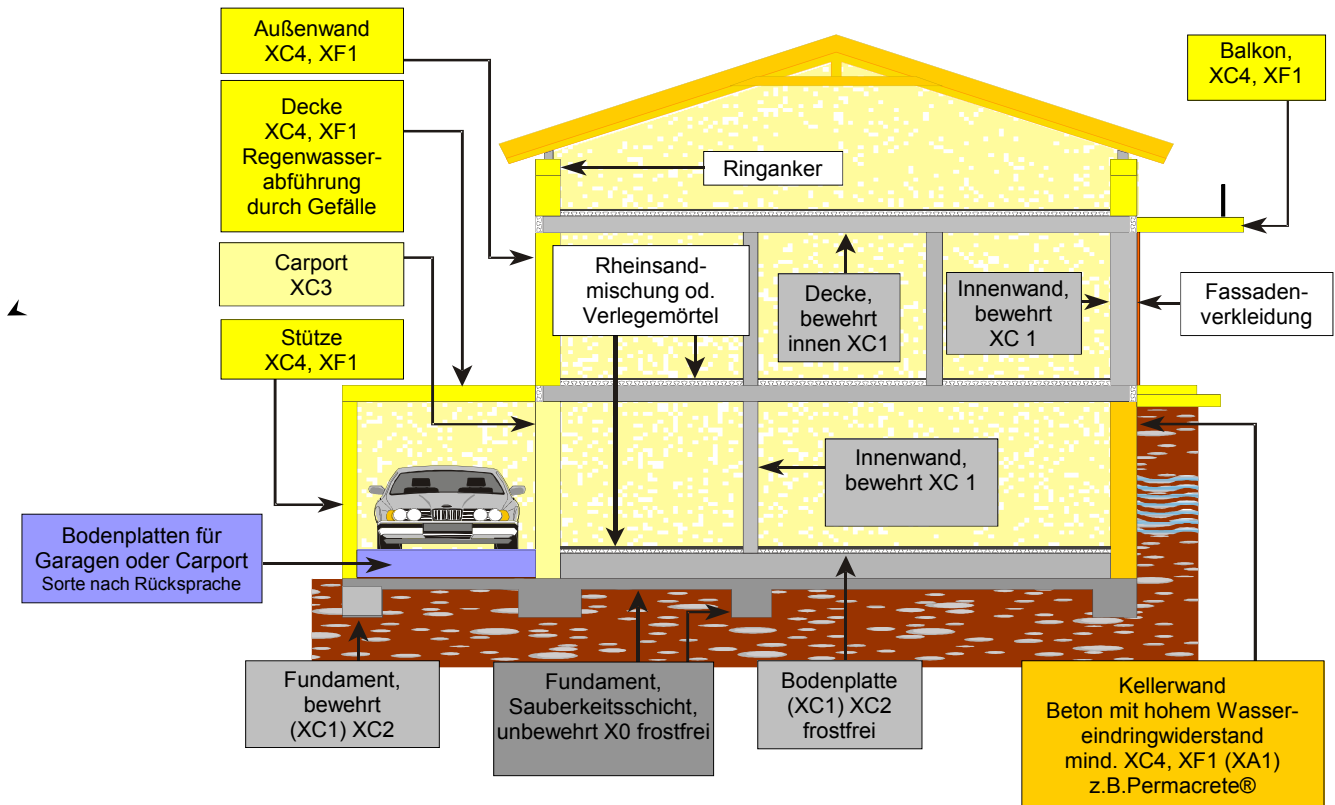 Außenwand
XC4, XF1
Decke
XC4, XF1
Regenwasser-
abführung
durch Gefälle
Carport
XC3
Stütze
XC4, XF1
Bodenplatten für
Garagen oder Carport
Sorte nach Rücksprache
Ringanker
Rheinsand-
mischung od.
Verlegemörtel
Decke,
bewehrt
innen XC1
Innenwand,
bewehrt
XC 1
Balkon,
XC4, XF1
Fassaden-
verkleidung
Innenwand,
bewehrt XC 1
Fundament,
bewehrt
(XC1) XC2
Fundament,
Sauberkeitsschicht,
unbewehrt X0 frostfrei
Bodenplatte
(XC1) XC2
frostfrei
Kellerwand
Beton mit hohem Wasser-
eindringwiderstand
mind. XC4, XF1 (XA1)
z.B.Permacrete®